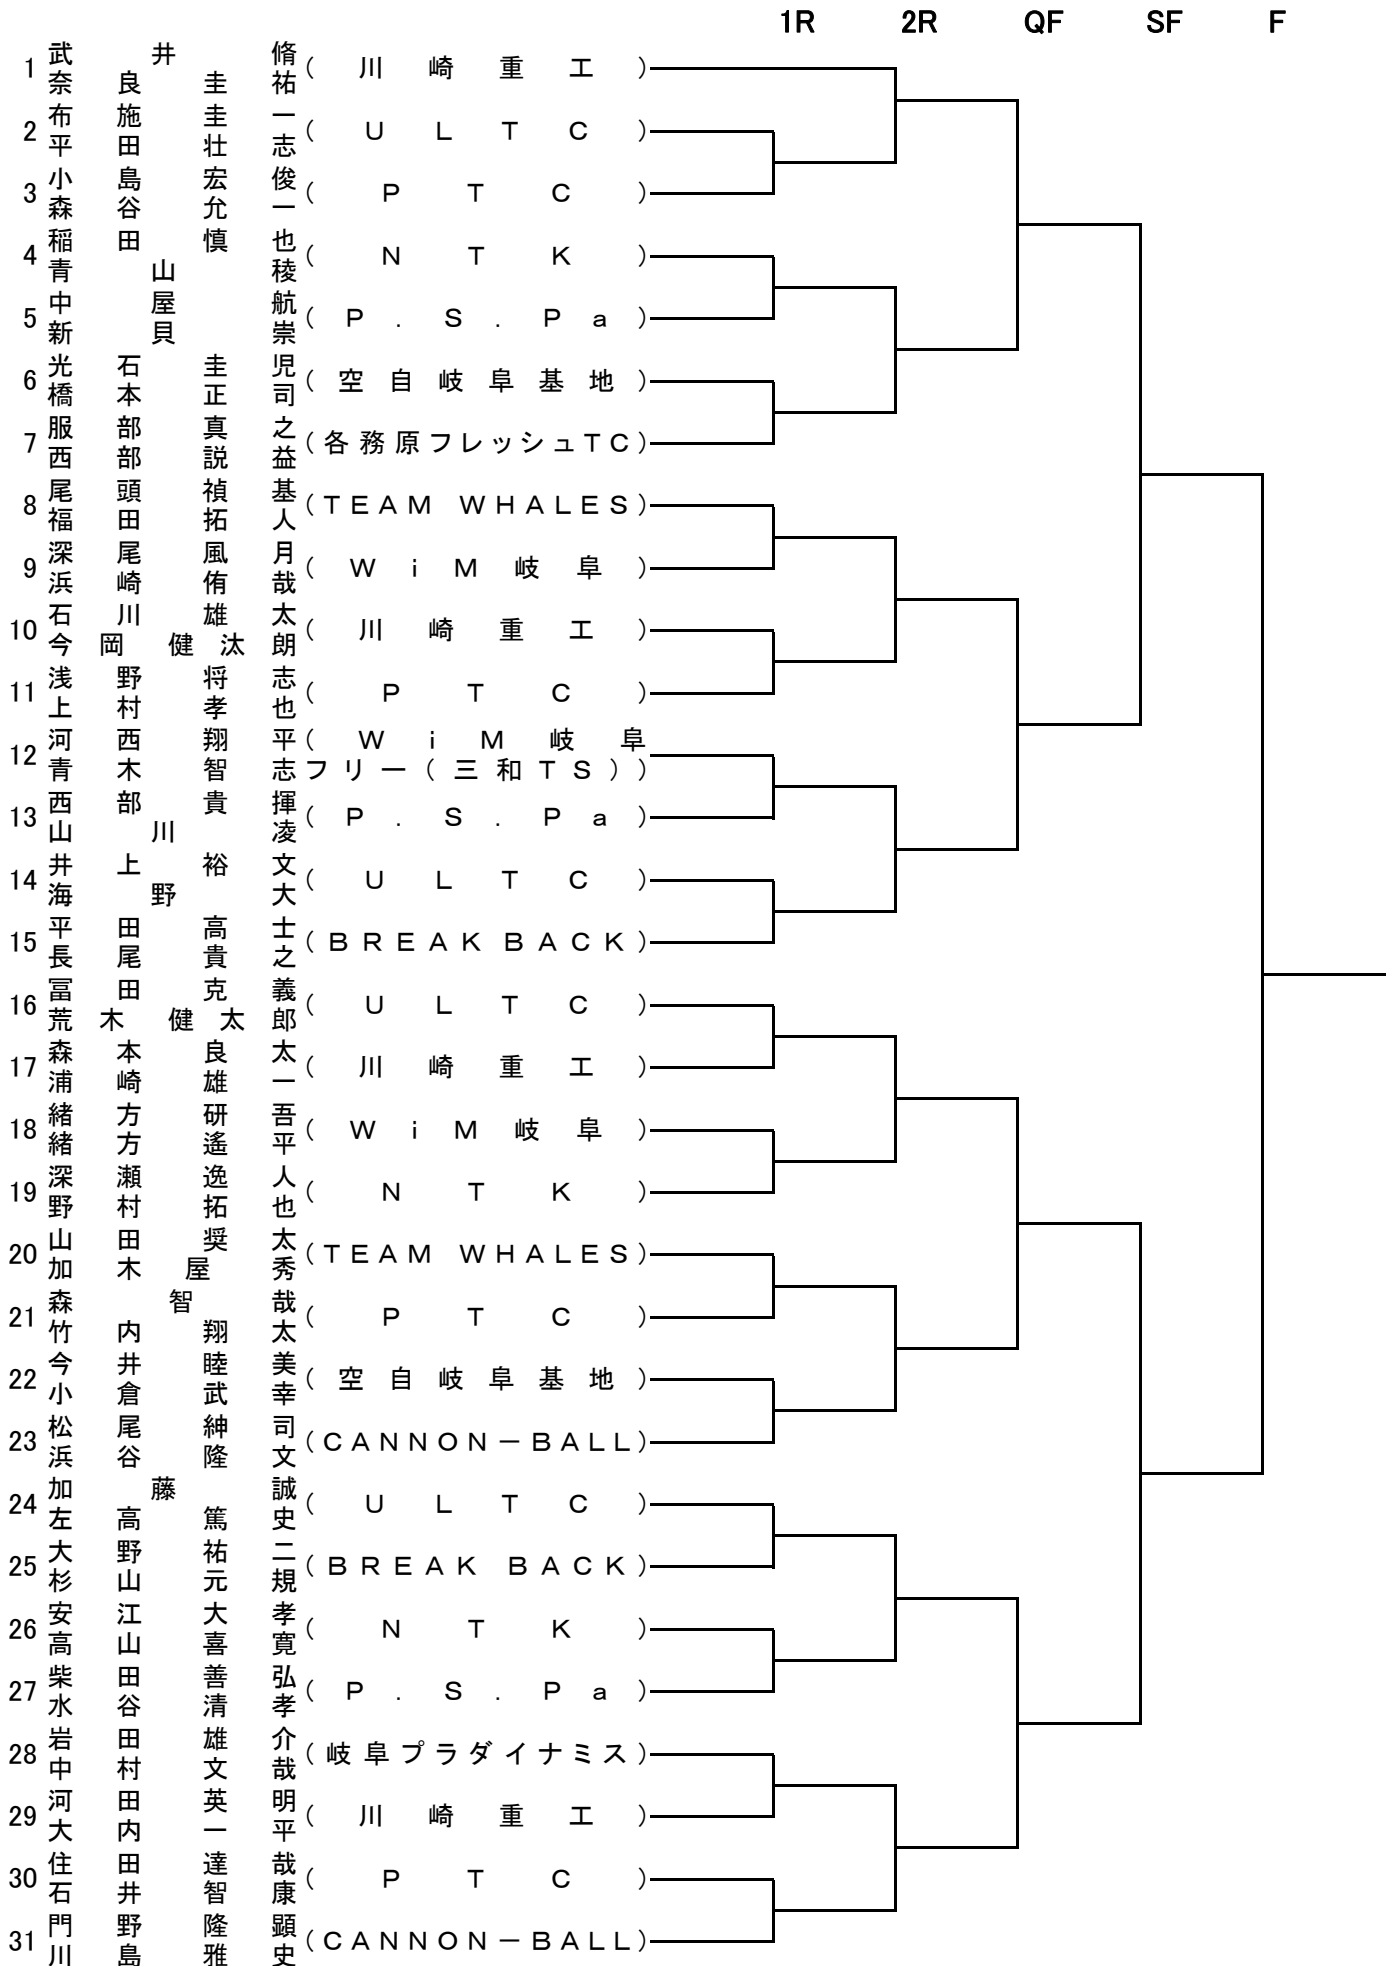 1R 2R QF SF F
武井脩
1 (川崎重工)
奈良圭祐
布施圭一
2 (ULTC)
平田壮志
小島宏俊
3 (PTC)
森谷允一
稲田慎也
4 (NTK)
青山稜
中屋航
5 (P.S.Pa)
新貝崇
光石圭児
6 (空自岐阜基地)
橋本正司
服部真之
7 (各務原フレッシュTC)
西部説益
尾頭禎基
8 (TEAM WHALES)
福田拓人
深尾風月
9 (WiM岐阜)
浜崎侑哉
石川雄太
10 (川崎重工)
今岡健汰朗
浅野将志
11 (PTC)
上村孝也
河西翔平(WiM岐阜
12
青木智志フリー(三和TS))
西部貴揮
13 (P.S.Pa)
山川凌
井上裕文
14 (ULTC)
海野大
平田高士
15 (BREAK BACK)
長尾貴之
冨田克義
16 (ULTC)
荒木健太郎
森本良太
17 (川崎重工)
浦崎雄一
緒方研吾
18 (WiM岐阜)
緒方遙平
深瀬逸人
19 (NTK)
野村拓也
山田奨太
20 (TEAM WHALES)
加木屋秀
森智哉
21 (PTC)
竹内翔太
今井睦美
22 (空自岐阜基地)
小倉武幸
松尾紳司
23 (CANNON－BALL)
浜谷隆文
加藤誠
24 (ULTC)
左高篤史
大野祐二
25 (BREAK BACK)
杉山元規
安江大孝
26 (NTK)
高山喜寛
柴田善弘
27 (P.S.Pa)
水谷清孝
岩田雄介
28 (岐阜プラダイナミス)
中村文哉
河田英明
29 (川崎重工)
大内一平
住田達哉
30 (PTC)
石井智康
門野隆顕
31 (CANNON－BALL)
川島雅史